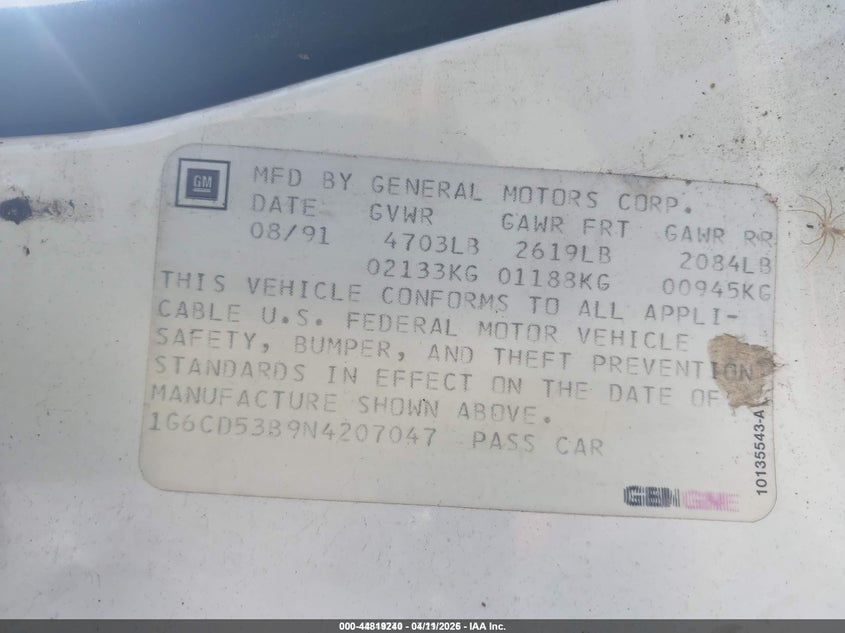 GM
MFD BY GENERAL MOTORS CORP.
DATE GVWR GAWR FRT GAWR RR
08/91 4703LB 2619LB 2084LB
02133KG 01188KG 00945KG
THIS VEHICLE CONFORMS TO ALL APPLI-
CABLE U.S. FEDERAL MOTOR VEHICLE
SAFETY, BUMPER, AND THEFT PREVENTION
STANDARDS IN EFFECT ON THE DATE OF
MANUFACTURE SHOWN ABOVE.
1G6CD53B9N4207047 PASS CAR
10135543-A
000-44819240 - 04/11/2026 - IAA Inc.